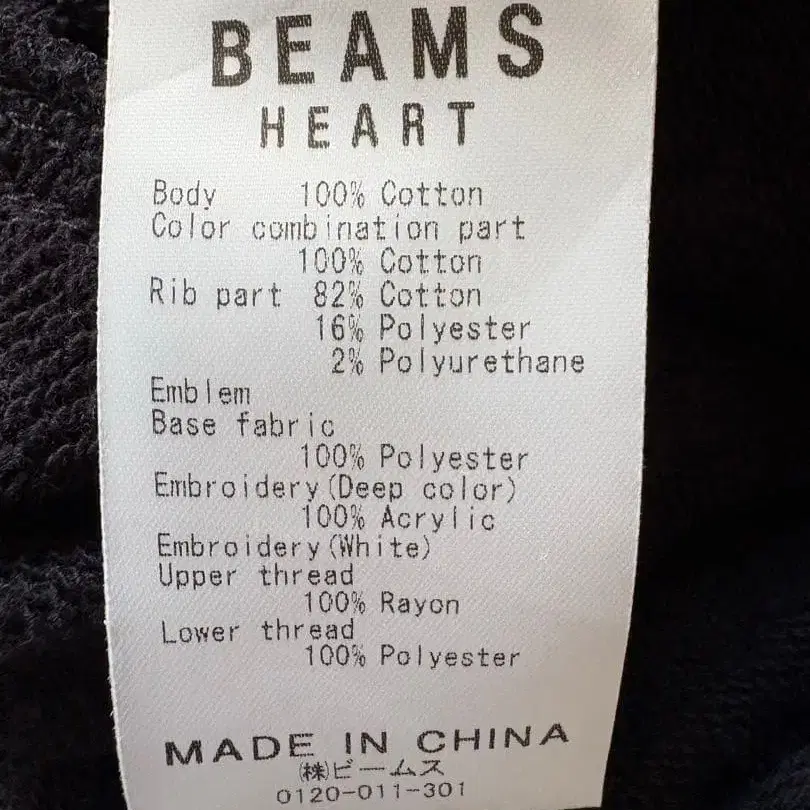 BEAMS
HEART
Body 100% Cotton
Color combination part
100% Cotton
Rib part 82% Cotton
16% Polyester
2% Polyurethane
Emblem
Base fabric
100% Polyester
Embroidery(Deep color)
100% Acrylic
Embroidery(White)
Upper thread
100% Rayon
Lower thread
100% Polyester
MADE IN CHINA
㈱ビームス
0120-011-301